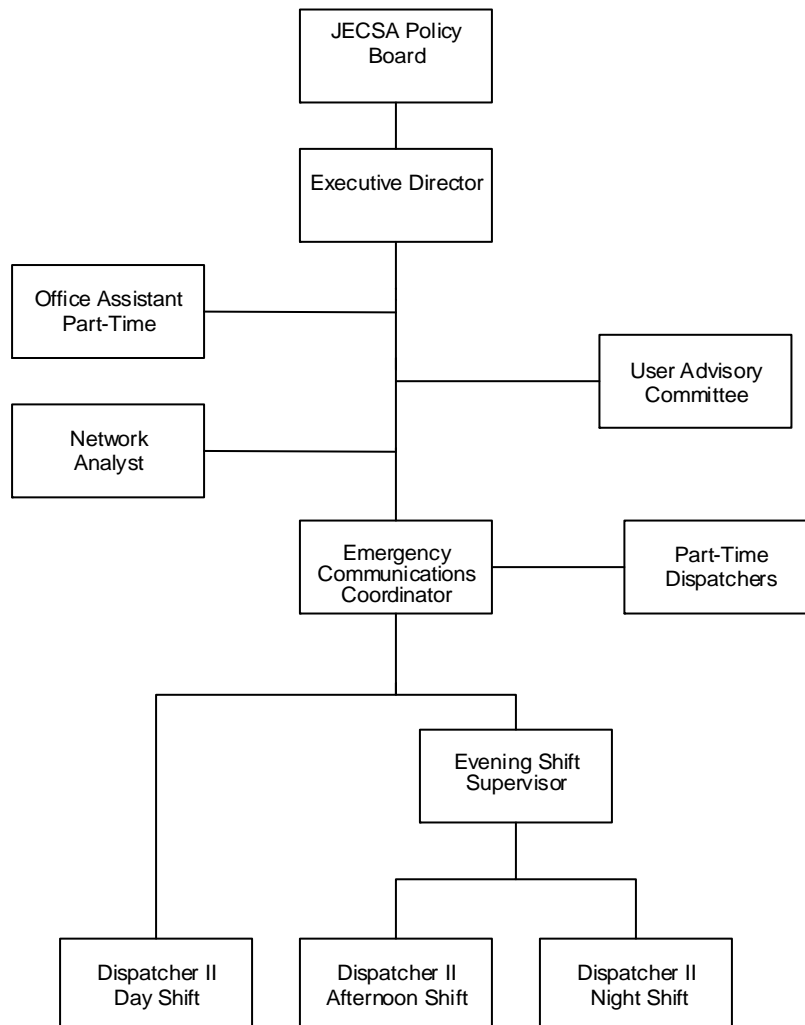 JECSA Policy
Board
Executive Director
Office Assistant
Part-Time
User Advisory
Committee
Network
Analyst
Emergency
Communications
Coordinator
Part-Time
Dispatchers
Evening Shift
Supervisor
Dispatcher II
Day Shift
Dispatcher II
Afternoon Shift
Dispatcher II
Night Shift